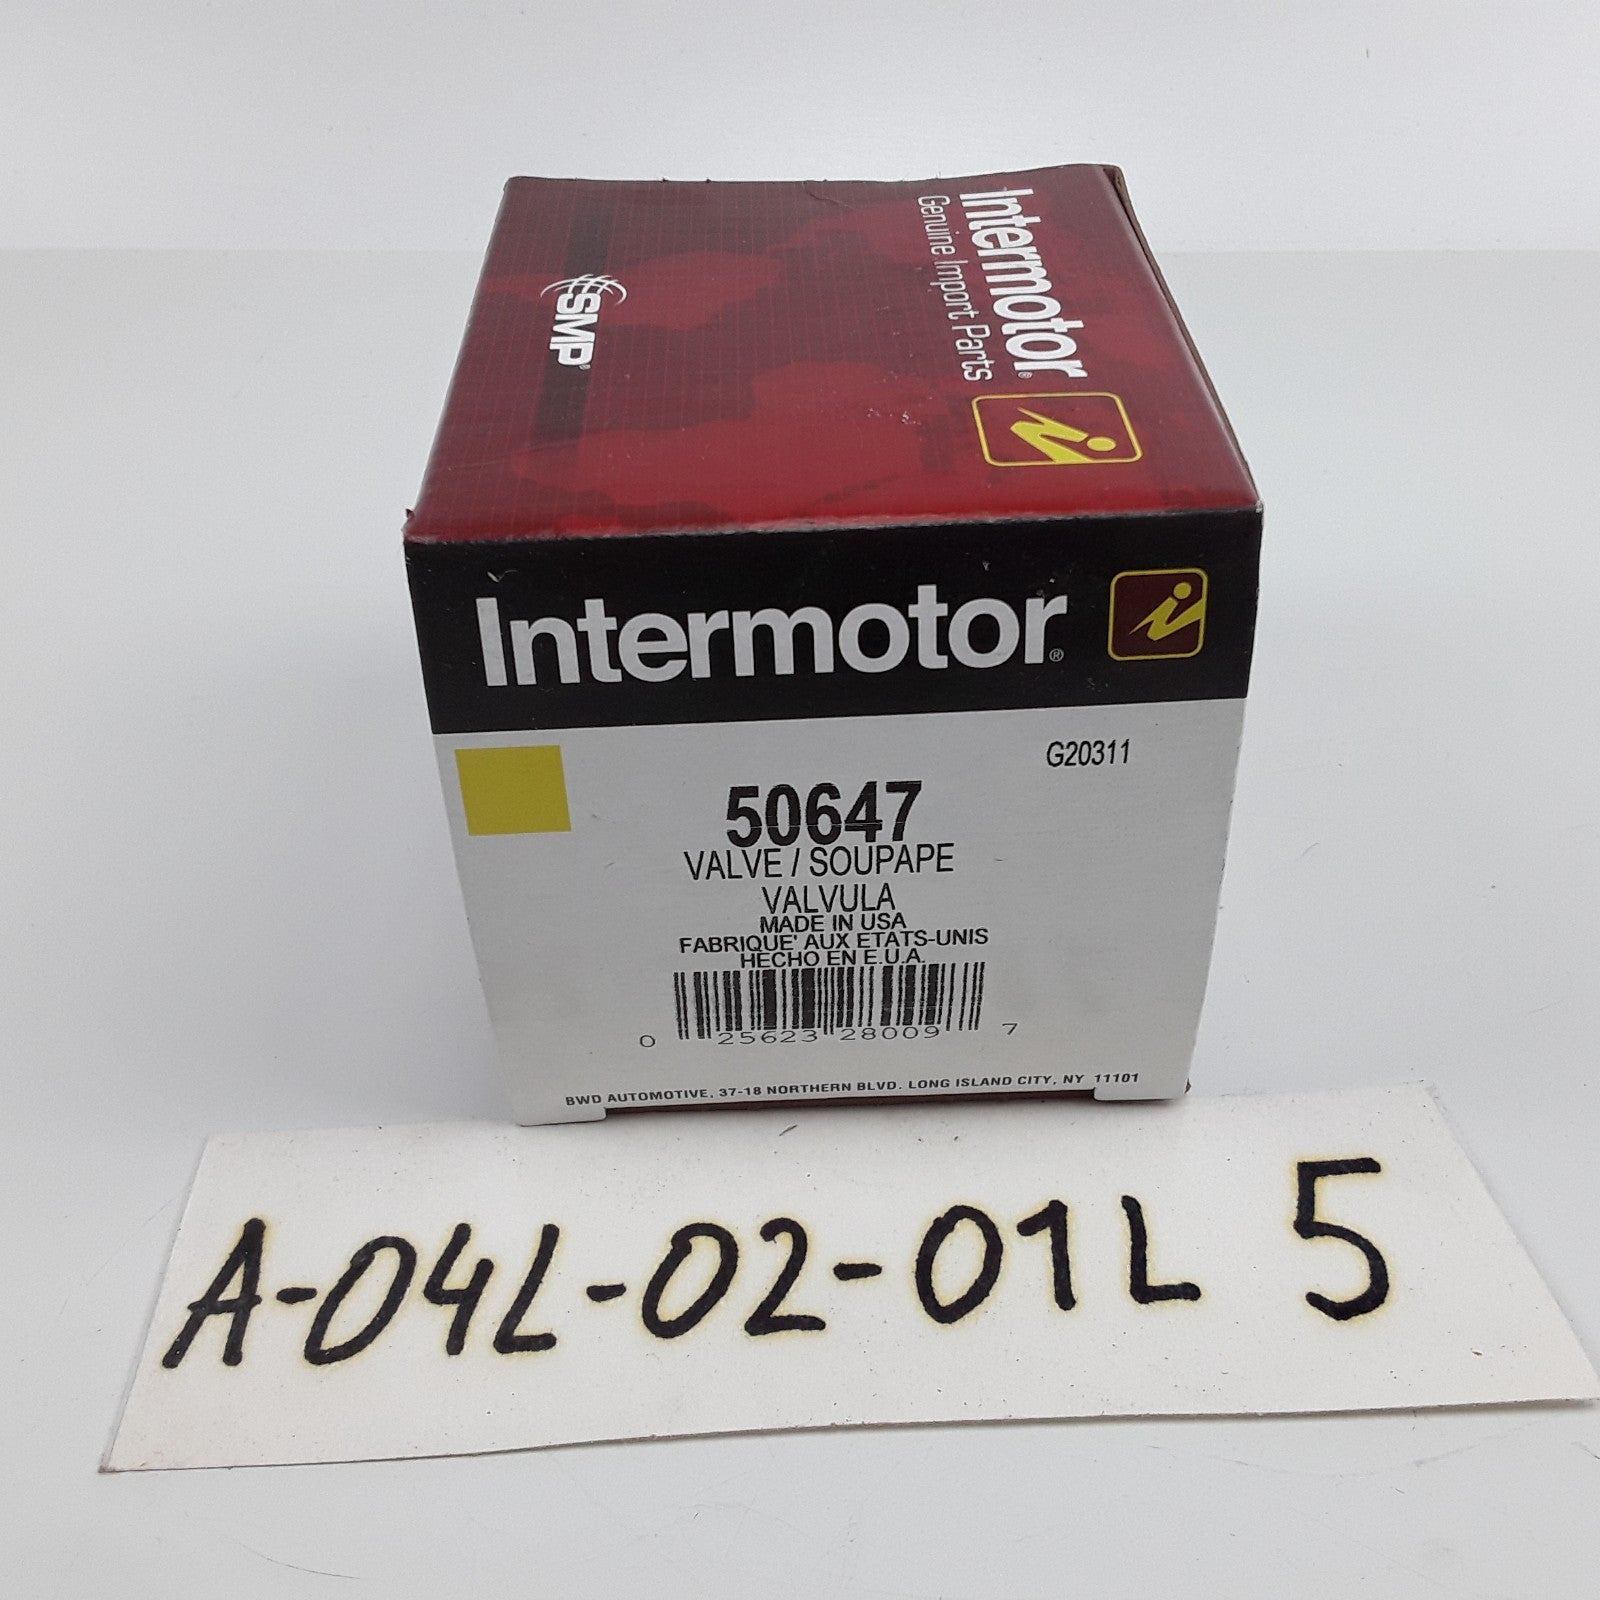 Intermotor®
Genuine Import Parts
SMP®
Intermotor®
G20311
50647
VALVE / SOUPAPE
VALVULA
MADE IN USA
FABRIQUE' AUX ETATS-UNIS
HECHO EN E.U.A.
0 25623 28009 7
BWD AUTOMOTIVE, 37-18 NORTHERN BLVD. LONG ISLAND CITY, NY 11101
A-04L-02-01L 5